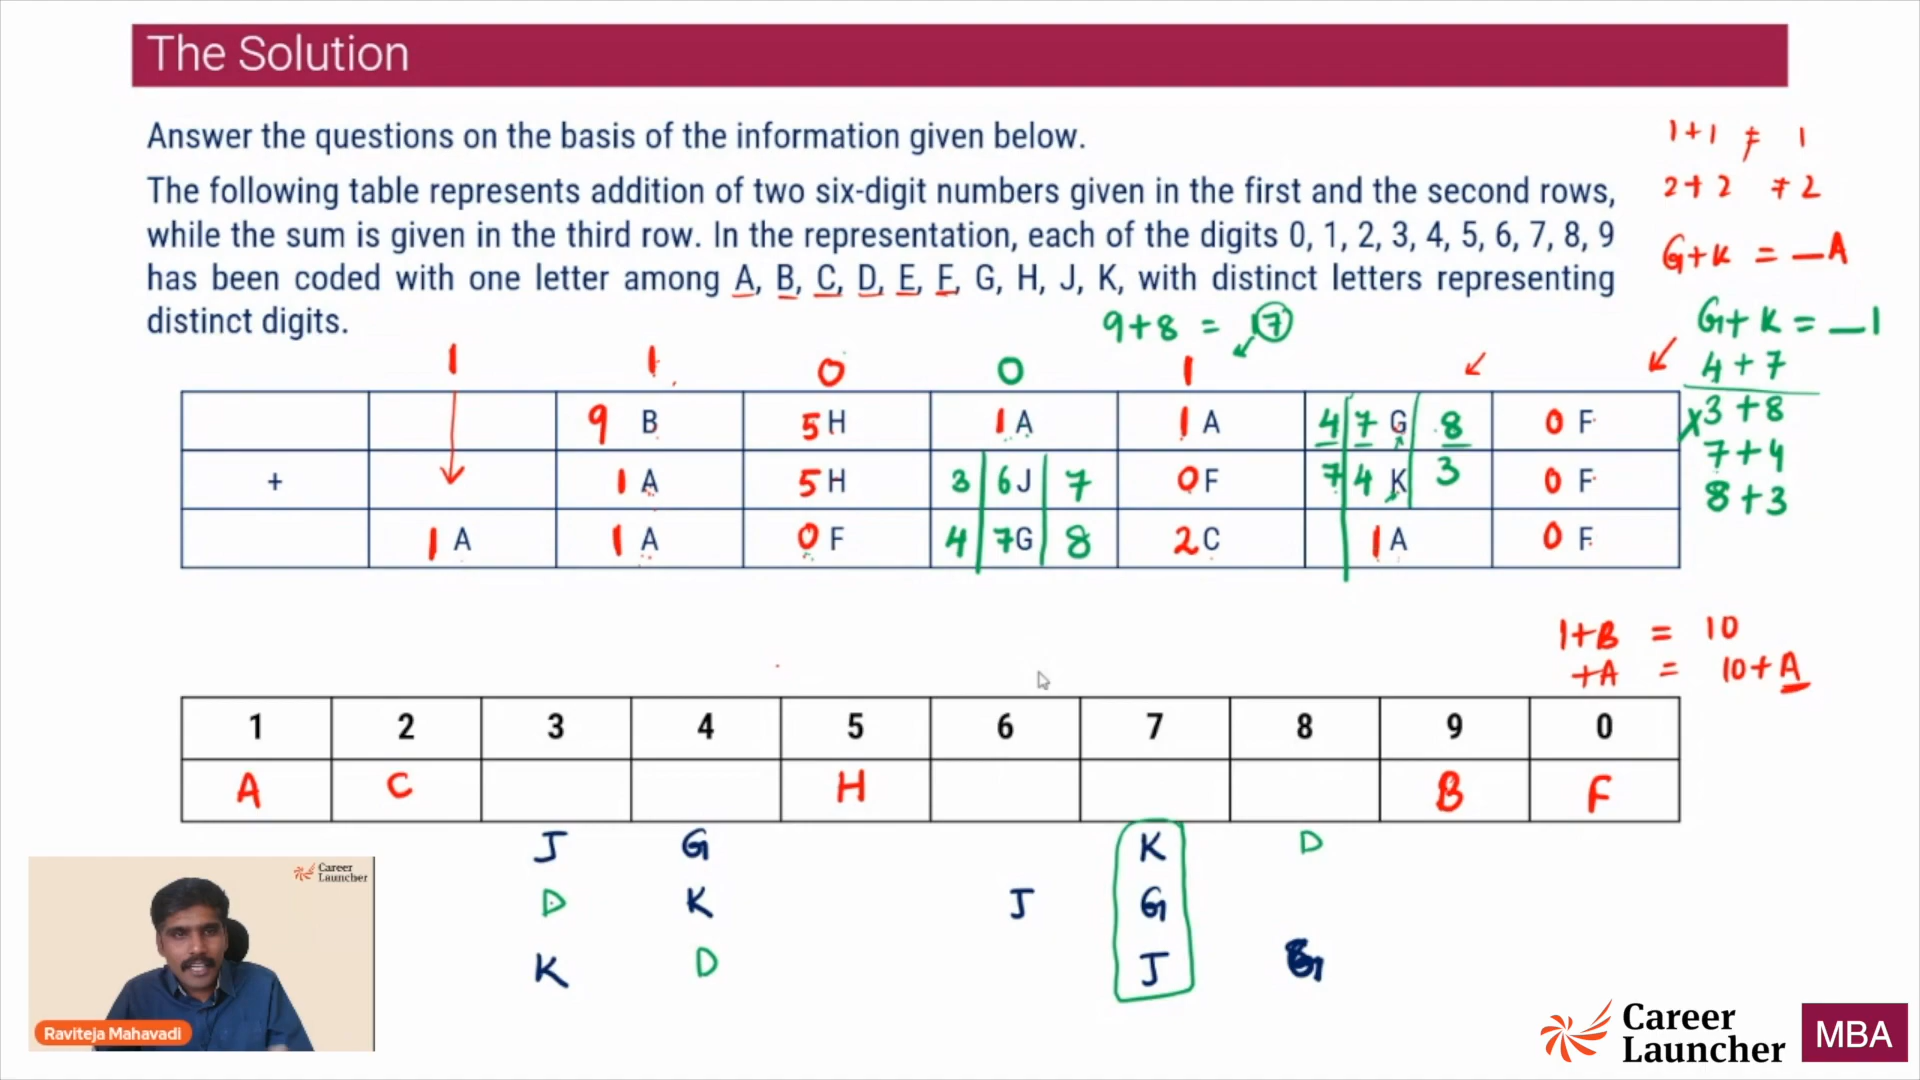 The Solution
Answer the questions on the basis of the information given below.
The following table represents addition of two six-digit numbers given in the first and the second rows,
while the sum is given in the third row. In the representation, each of the digits 0, 1, 2, 3, 4, 5, 6, 7, 8, 9
has been coded with one letter among A, B, C, D, E, F, G, H, J, K, with distinct letters representing
distinct digits.
1+1 ≠ 1
2+2 ≠ 2
G+K = _A
9+8 = 17
G+K = _1
4+7
3+8
7+4
8+3
1 1 0 0 1
9 B 5 H 1 A 1 A 4 7 G 8 0 F
+ 1 A 5 H 3 6 J 7 0 F 7 4 K 3 0 F
1 A 1 A 0 F 4 7 G 8 2 C 1 A 0 F
1+B = 10
+A = 10+A
1 2 3 4 5 6 7 8 9 0
A C H B F
J G K D
D K J G
K D J G
Career
Launcher
Raviteja Mahavadi
Career
Launcher
MBA